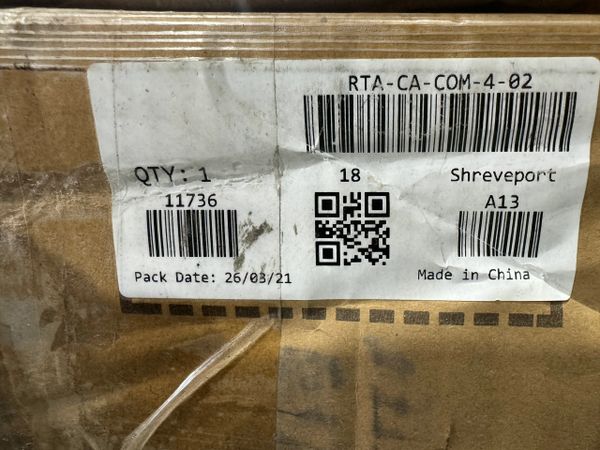 RTA-CA-COM-4-02
QTY: 1
18
Shreveport
11736
A13
Pack Date: 26/03/21
Made in China